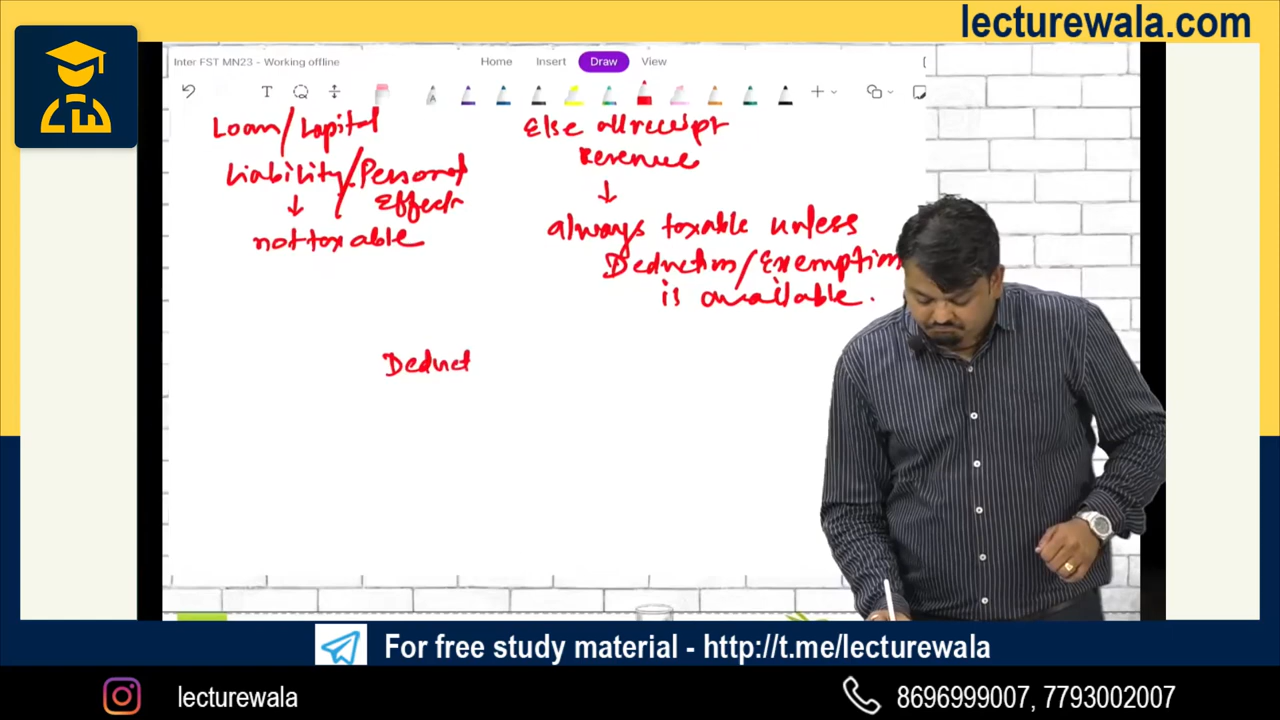 lecturewala.com
Inter FST MN23 - Working offline
Home Insert Draw View
Loan/Capital
Liability/Personal
Effects
↓
not taxable
Else all receipt
Revenue
↓
always taxable unless
Deduction/Exemption
is available.
Deduct
For free study material - http://t.me/lecturewala
lecturewala
8696999007, 7793002007